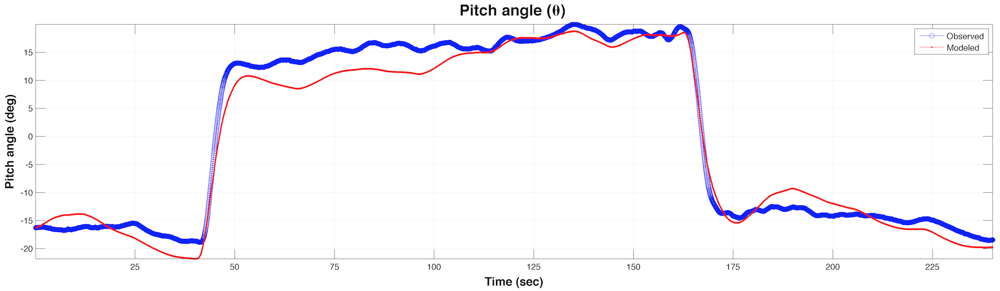 Pitch angle (θ)
Observed
Modeled
Pitch angle (deg)
15
10
5
0
-5
-10
-15
-20
25 50 75 100 125 150 175 200 225
Time (sec)